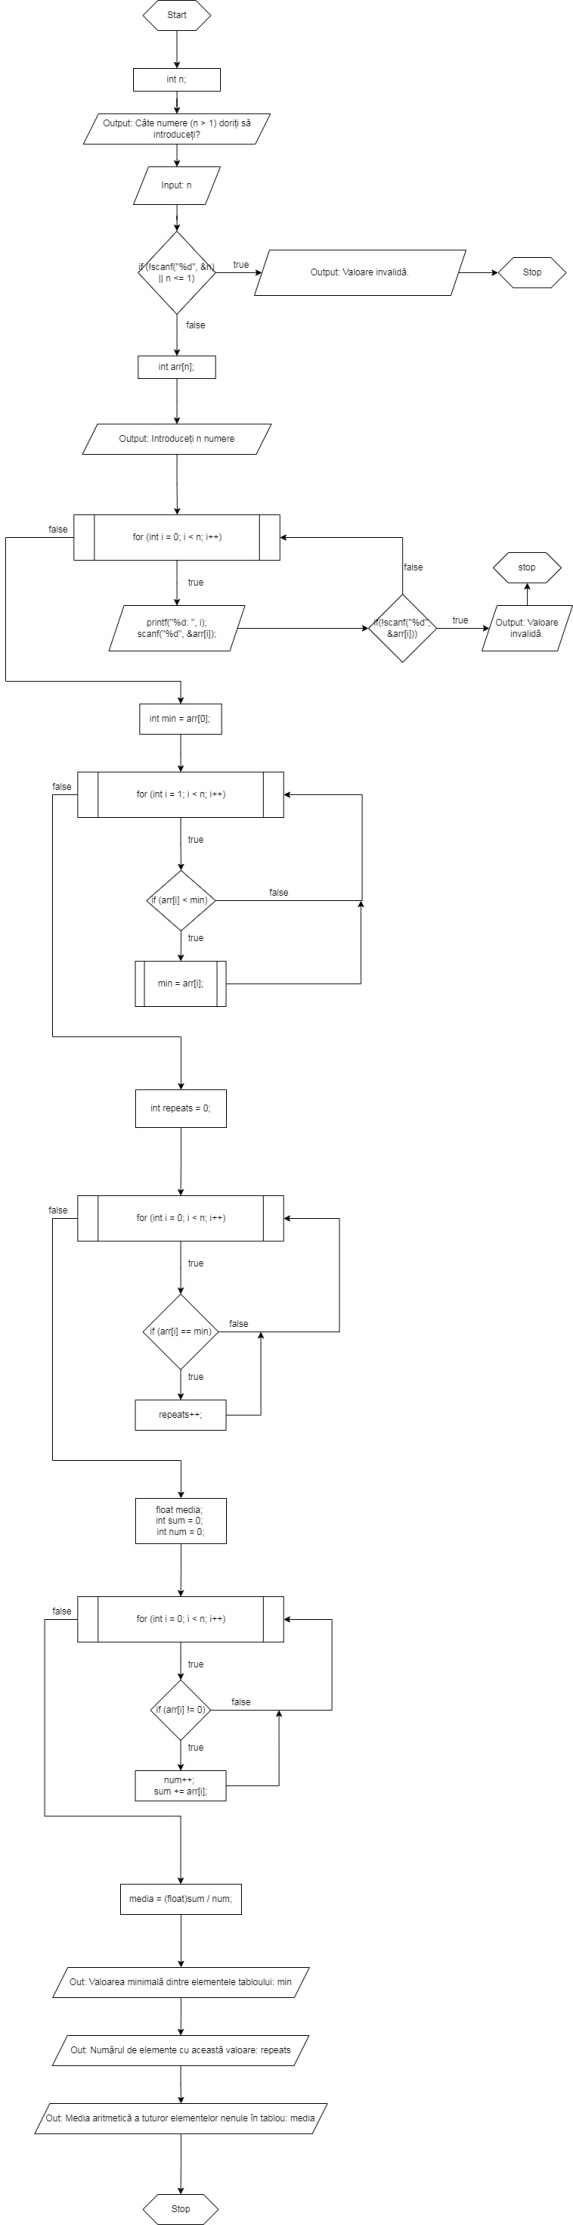 Start
int n;
Output: Câte numere (n > 1) doriți să
introduceți?
Input: n
if (!scanf("%d", &n)
|| n <= 1)
true
Output: Valoare invalidă.
Stop
false
int arr[n];
Output: Introduceți n numere
false
for (int i = 0; i < n; i++)
true
printf("%d: ", i);
scanf("%d", &arr[i]);
if(!scanf("%d",
&arr[i]))
false
true
Output: Valoare
invalidă.
stop
int min = arr[0];
false
for (int i = 1; i < n; i++)
true
if (arr[i] < min)
false
true
min = arr[i];
int repeats = 0;
false
for (int i = 0; i < n; i++)
true
if (arr[i] == min)
false
true
repeats++;
float media;
int sum = 0;
int num = 0;
false
for (int i = 0; i < n; i++)
true
if (arr[i] != 0)
false
true
num++;
sum += arr[i];
media = (float)sum / num;
Out: Valoarea minimală dintre elementele tabloului: min
Out: Numărul de elemente cu această valoare: repeats
Out: Media aritmetică a tuturor elementelor nenule în tablou: media
Stop